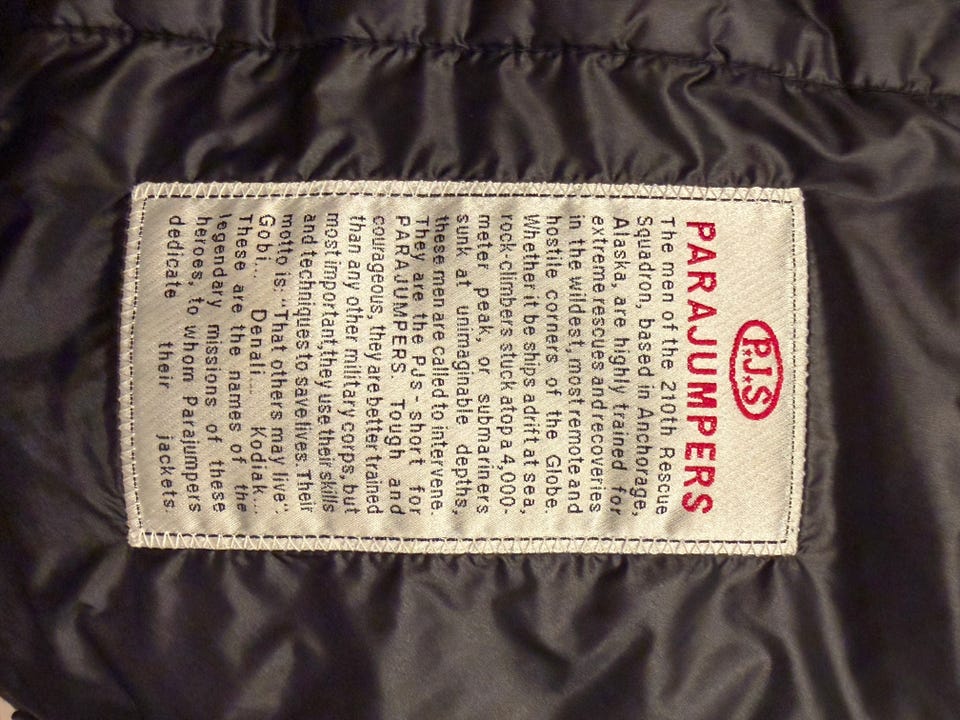 P.J.S
PARAJUMPERS
The men of the 210th Rescue
Squadron, based in Anchorage,
Alaska, are highly trained for
extreme rescues and recoveries
in the wildest, most remote and
hostile corners of the Globe.
Whether it be ships adrift at sea,
rock-climbers stuck atop a 4,000-
meter peak, or submariners
sunk at unimaginable depths,
these men are called to intervene.
They are the PJs - short for
PARAJUMPERS. Tough and
courageous, they are better trained
than any other military corps, but
most important,they use their skills
and techniques to save lives. Their
motto is: "That others may live":
Gobi... Denali... Kodiak...
These are the names of the
legendary missions of these
heroes, to whom Parajumpers
dedicate their jackets